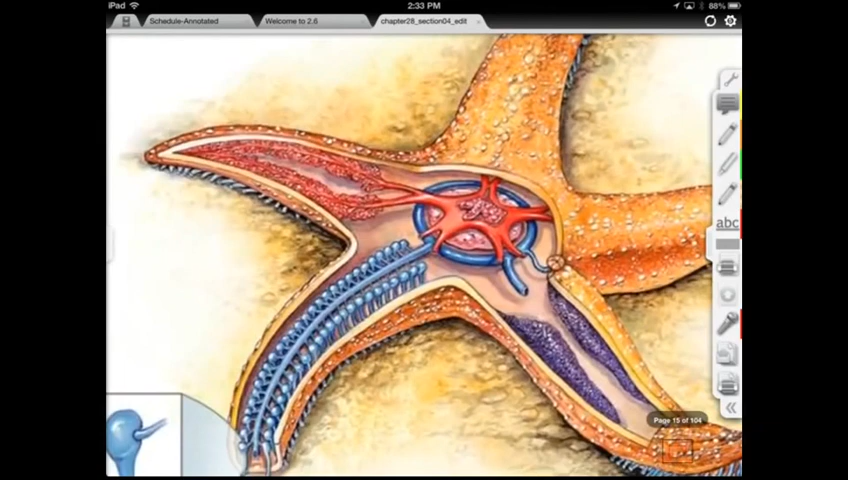 iPad 2:33 PM 88%
Schedule-Annotated Welcome to 2.6 chapter28_section04_edit
abc
Page 15 of 104